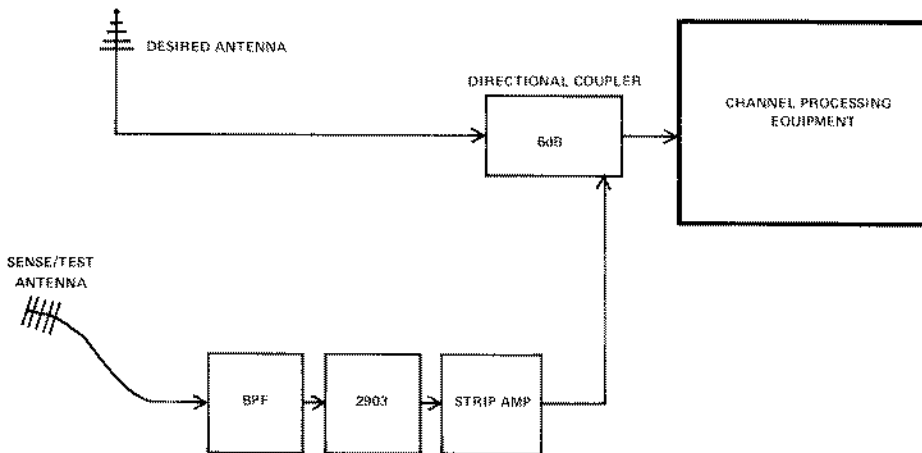 DESIRED ANTENNA
DIRECTIONAL COUPLER
6dB
CHANNEL PROCESSING
EQUIPMENT
SENSE/TEST
ANTENNA
BPF
2903
STRIP AMP